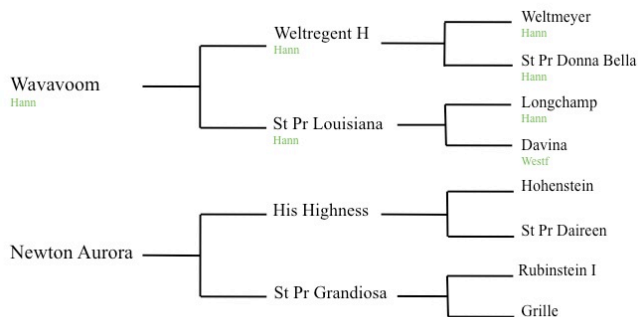 Weltmeyer
Hann
Weltregent H
Hann
St Pr Donna Bella
Hann
Wavavoom
Hann
Longchamp
Hann
St Pr Louisiana
Hann
Davina
Westf
Hohenstein
His Highness
St Pr Daireen
Newton Aurora
Rubinstein I
St Pr Grandiosa
Grille